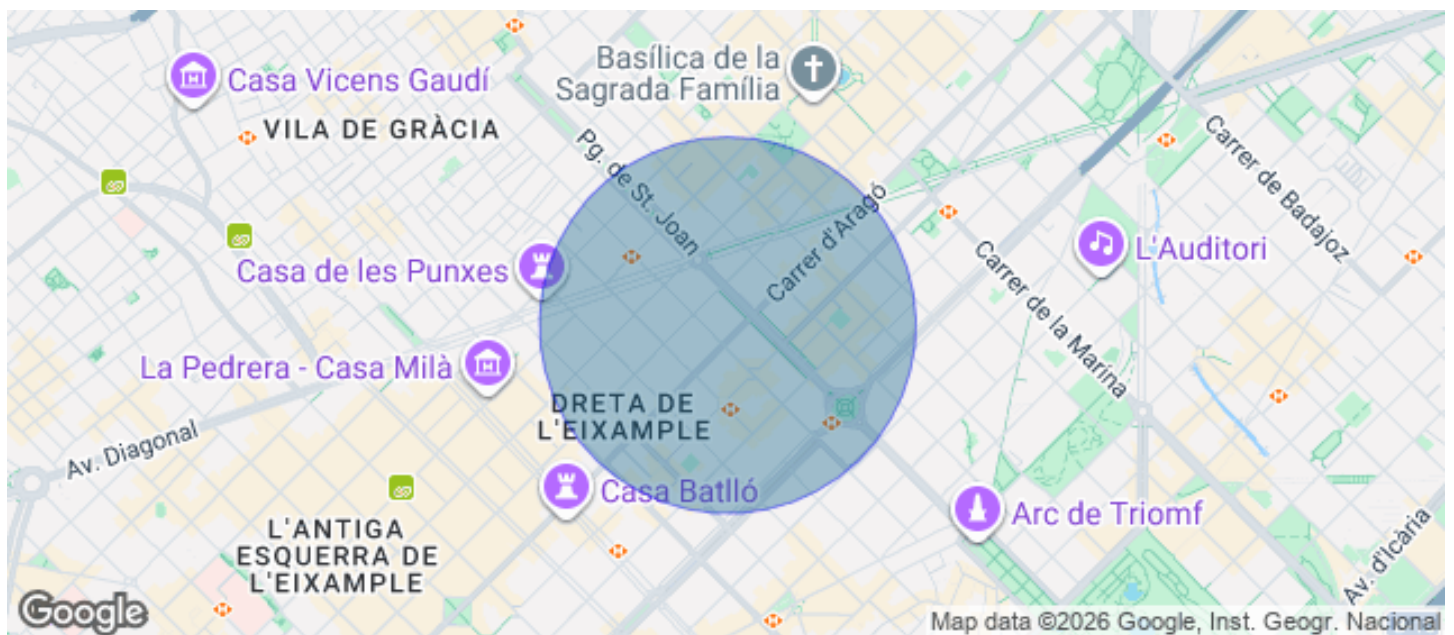 Basílica de la
Sagrada Família
Casa Vicens Gaudí
VILA DE GRÀCIA
Pg. de St. Joan
Carrer de Badajoz
Carrer d'Aragó
L'Auditori
Casa de les Punxes
Carrer de la Marina
La Pedrera - Casa Milà
DRETA DE
L'EIXAMPLE
Av. Diagonal
Casa Batlló
Arc de Triomf
L'ANTIGA
ESQUERRA DE
L'EIXAMPLE
Av. d'Icària
Google
Map data ©2026 Google, Inst. Geogr. Nacional